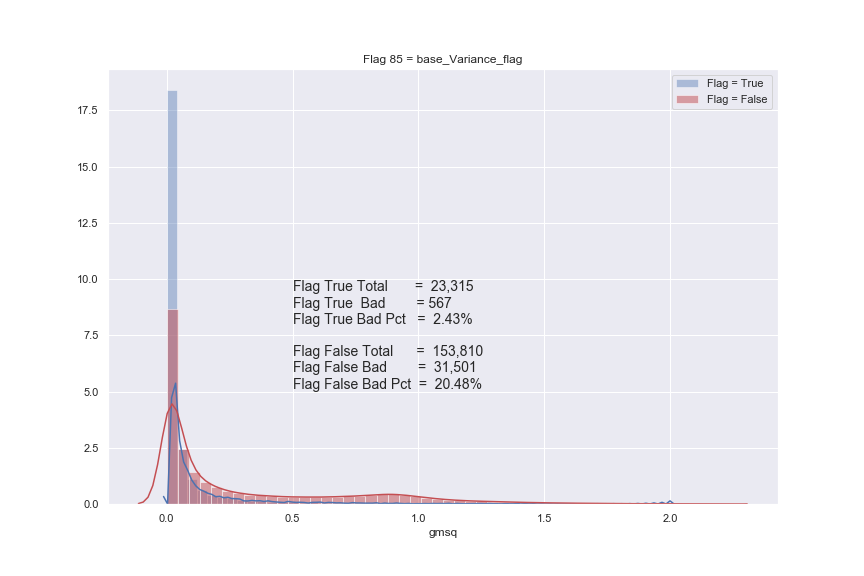 Flag 85 = base_Variance_flag
Flag = True
Flag = False
17.5
15.0
12.5
10.0
7.5
5.0
2.5
0.0
Flag True Total = 23,315
Flag True Bad = 567
Flag True Bad Pct = 2.43%
Flag False Total = 153,810
Flag False Bad = 31,501
Flag False Bad Pct = 20.48%
0.0 0.5 1.0 1.5 2.0
gmsq